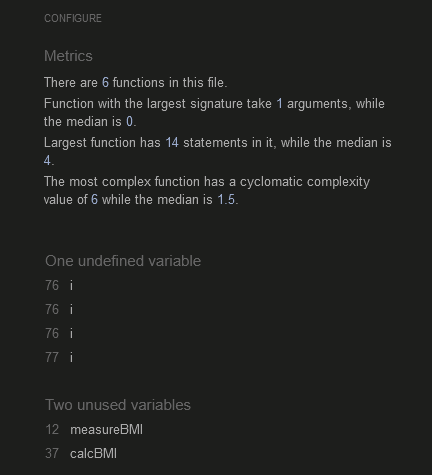 CONFIGURE
Metrics
There are 6 functions in this file.
Function with the largest signature take 1 arguments, while
the median is 0.
Largest function has 14 statements in it, while the median is
4.
The most complex function has a cyclomatic complexity
value of 6 while the median is 1.5.
One undefined variable
76 i
76 i
76 i
77 i
Two unused variables
12 measureBMI
37 calcBMI